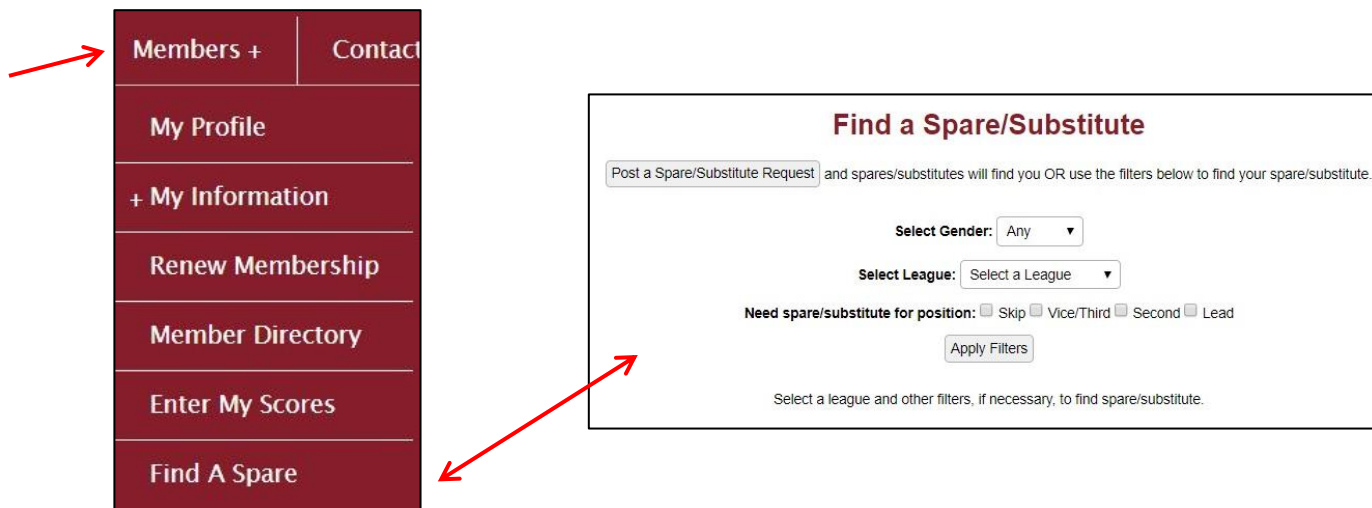 Members +
Contact
My Profile
+ My Information
Renew Membership
Member Directory
Enter My Scores
Find A Spare
Find a Spare/Substitute
Post a Spare/Substitute Request and spares/substitutes will find you OR use the filters below to find your spare/substitute.
Select Gender: Any
Select League: Select a League
Need spare/substitute for position: Skip Vice/Third Second Lead
Apply Filters
Select a league and other filters, if necessary, to find spare/substitute.